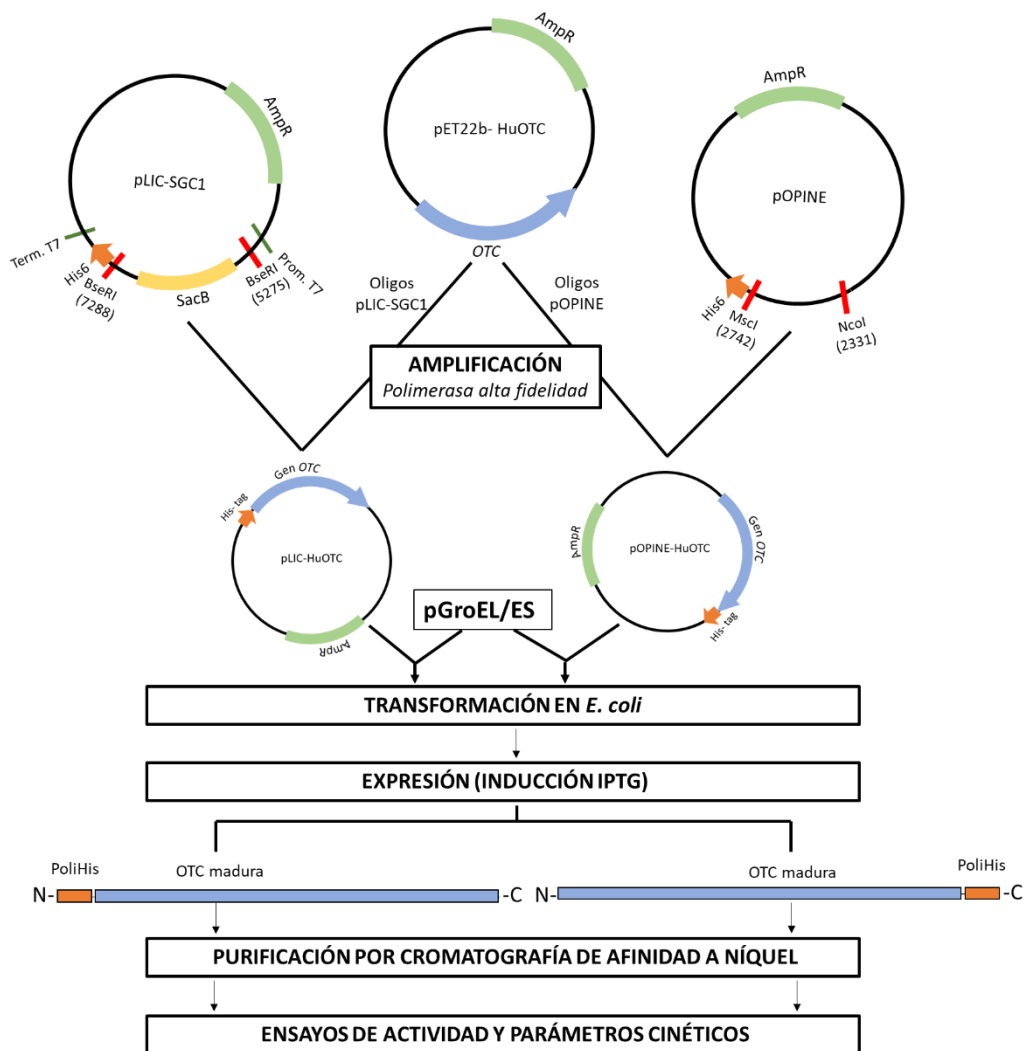 AmpR
pLIC-SGC1
Term. T7
His6
BseRI
(7288)
SacB
BseRI
(5275)
Prom. T7
AmpR
pET22b- HuOTC
OTC
AmpR
pOPINE
His6
MscI
(2742)
NcoI
(2331)
Oligos
pLIC-SGC1
Oligos
pOPINE
AMPLIFICACIÓN
Polimerasa alta fidelidad
His- tag
Gen OTC
pLIC-HuOTC
AmpR
AmpR
pOPINE-HuOTC
Gen OTC
His- tag
pGroEL/ES
TRANSFORMACIÓN EN E. coli
EXPRESIÓN (INDUCCIÓN IPTG)
PoliHis
OTC madura
N-
-C
OTC madura
PoliHis
N-
-C
PURIFICACIÓN POR CROMATOGRAFÍA DE AFINIDAD A NÍQUEL
ENSAYOS DE ACTIVIDAD Y PARÁMETROS CINÉTICOS